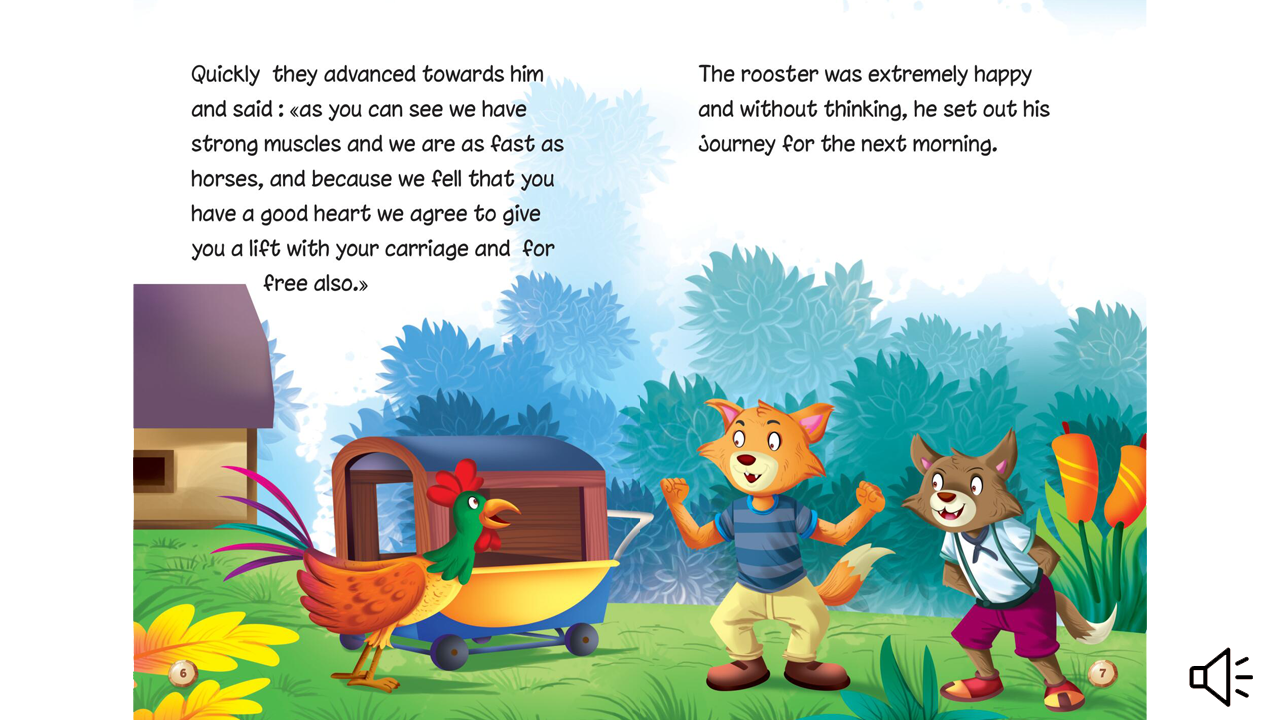 Quickly they advanced towards him
and said : «as you can see we have
strong muscles and we are as fast as
horses, and because we fell that you
have a good heart we agree to give
you a lift with your carriage and for
free also.»
The rooster was extremely happy
and without thinking, he set out his
journey for the next morning.
6
7